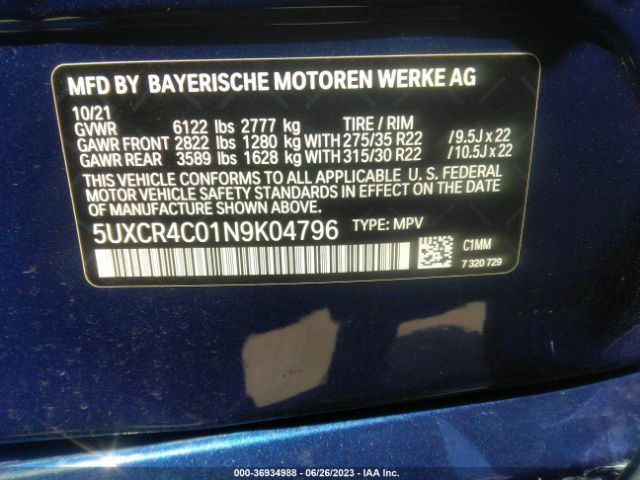 MFD BY BAYERISCHE MOTOREN WERKE AG
10/21
GVWR 6122 lbs 2777 kg TIRE / RIM
GAWR FRONT 2822 lbs 1280 kg WITH 275/35 R22 / 9.5J x 22
GAWR REAR 3589 lbs 1628 kg WITH 315/30 R22 / 10.5J x 22
THIS VEHICLE CONFORMS TO ALL APPLICABLE U. S. FEDERAL
MOTOR VEHICLE SAFETY STANDARDS IN EFFECT ON THE DATE
OF MANUFACTURE SHOWN ABOVE.
5UXCR4C01N9K04796 TYPE: MPV
C1MM
7 320 729
000-36934988 - 06/26/2023 - IAA Inc.